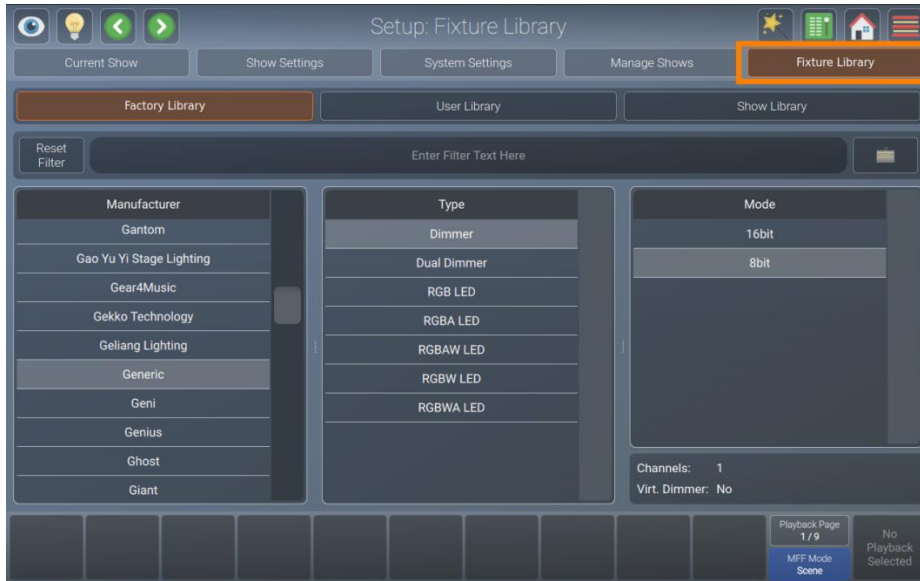 Setup: Fixture Library
Current Show
Show Settings
System Settings
Manage Shows
Fixture Library
Factory Library
User Library
Show Library
Reset
Filter
Enter Filter Text Here
Manufacturer
Gantom
Gao Yu Yi Stage Lighting
Gear4Music
Gekko Technology
Geliang Lighting
Generic
Geni
Genius
Ghost
Giant
Type
Dimmer
Dual Dimmer
RGB LED
RGBA LED
RGBAW LED
RGBW LED
RGBWA LED
Mode
16bit
8bit
Channels: 1
Virt. Dimmer: No
Playback Page
1 / 9
MFF Mode
Scene
No
Playback
Selected